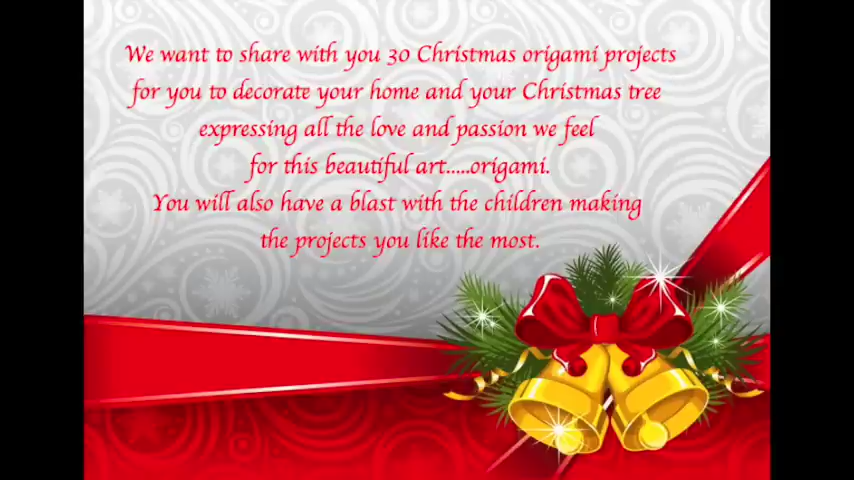 We want to share with you 30 Christmas origami projects
for you to decorate your home and your Christmas tree
expressing all the love and passion we feel
for this beautiful art.....origami.
You will also have a blast with the children making
the projects you like the most.